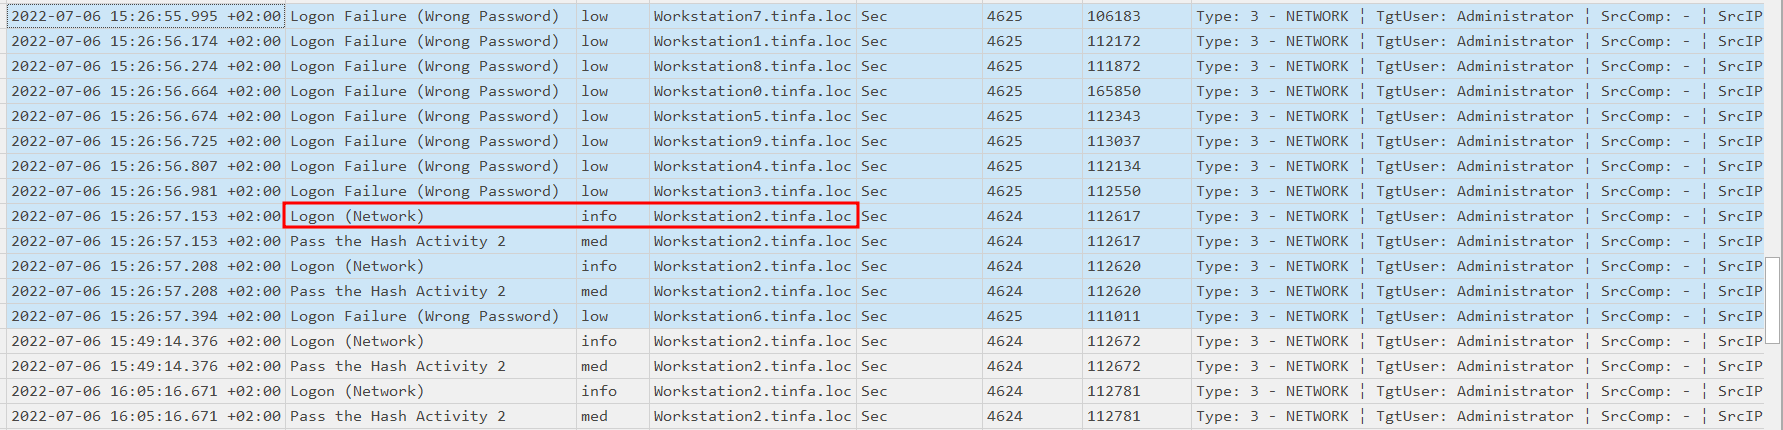 2022-07-06 15:26:55.995 +02:00 Logon Failure (Wrong Password) low Workstation7.tinfa.loc Sec 4625 106183 Type: 3 - NETWORK ¦ TgtUser: Administrator ¦ SrcComp: - ¦ SrcIP
2022-07-06 15:26:56.174 +02:00 Logon Failure (Wrong Password) low Workstation1.tinfa.loc Sec 4625 112172 Type: 3 - NETWORK ¦ TgtUser: Administrator ¦ SrcComp: - ¦ SrcIP
2022-07-06 15:26:56.274 +02:00 Logon Failure (Wrong Password) low Workstation8.tinfa.loc Sec 4625 111872 Type: 3 - NETWORK ¦ TgtUser: Administrator ¦ SrcComp: - ¦ SrcIP
2022-07-06 15:26:56.664 +02:00 Logon Failure (Wrong Password) low Workstation0.tinfa.loc Sec 4625 165850 Type: 3 - NETWORK ¦ TgtUser: Administrator ¦ SrcComp: - ¦ SrcIP
2022-07-06 15:26:56.674 +02:00 Logon Failure (Wrong Password) low Workstation5.tinfa.loc Sec 4625 112343 Type: 3 - NETWORK ¦ TgtUser: Administrator ¦ SrcComp: - ¦ SrcIP
2022-07-06 15:26:56.725 +02:00 Logon Failure (Wrong Password) low Workstation9.tinfa.loc Sec 4625 113037 Type: 3 - NETWORK ¦ TgtUser: Administrator ¦ SrcComp: - ¦ SrcIP
2022-07-06 15:26:56.807 +02:00 Logon Failure (Wrong Password) low Workstation4.tinfa.loc Sec 4625 112134 Type: 3 - NETWORK ¦ TgtUser: Administrator ¦ SrcComp: - ¦ SrcIP
2022-07-06 15:26:56.981 +02:00 Logon Failure (Wrong Password) low Workstation3.tinfa.loc Sec 4625 112550 Type: 3 - NETWORK ¦ TgtUser: Administrator ¦ SrcComp: - ¦ SrcIP
2022-07-06 15:26:57.153 +02:00 Logon (Network) info Workstation2.tinfa.loc Sec 4624 112617 Type: 3 - NETWORK ¦ TgtUser: Administrator ¦ SrcComp: - ¦ SrcIP
2022-07-06 15:26:57.153 +02:00 Pass the Hash Activity 2 med Workstation2.tinfa.loc Sec 4624 112617 Type: 3 - NETWORK ¦ TgtUser: Administrator ¦ SrcComp: - ¦ SrcIP
2022-07-06 15:26:57.208 +02:00 Logon (Network) info Workstation2.tinfa.loc Sec 4624 112620 Type: 3 - NETWORK ¦ TgtUser: Administrator ¦ SrcComp: - ¦ SrcIP
2022-07-06 15:26:57.208 +02:00 Pass the Hash Activity 2 med Workstation2.tinfa.loc Sec 4624 112620 Type: 3 - NETWORK ¦ TgtUser: Administrator ¦ SrcComp: - ¦ SrcIP
2022-07-06 15:26:57.394 +02:00 Logon Failure (Wrong Password) low Workstation6.tinfa.loc Sec 4625 111011 Type: 3 - NETWORK ¦ TgtUser: Administrator ¦ SrcComp: - ¦ SrcIP
2022-07-06 15:49:14.376 +02:00 Logon (Network) info Workstation2.tinfa.loc Sec 4624 112672 Type: 3 - NETWORK ¦ TgtUser: Administrator ¦ SrcComp: - ¦ SrcIP
2022-07-06 15:49:14.376 +02:00 Pass the Hash Activity 2 med Workstation2.tinfa.loc Sec 4624 112672 Type: 3 - NETWORK ¦ TgtUser: Administrator ¦ SrcComp: - ¦ SrcIP
2022-07-06 16:05:16.671 +02:00 Logon (Network) info Workstation2.tinfa.loc Sec 4624 112781 Type: 3 - NETWORK ¦ TgtUser: Administrator ¦ SrcComp: - ¦ SrcIP
2022-07-06 16:05:16.671 +02:00 Pass the Hash Activity 2 med Workstation2.tinfa.loc Sec 4624 112781 Type: 3 - NETWORK ¦ TgtUser: Administrator ¦ SrcComp: - ¦ SrcIP